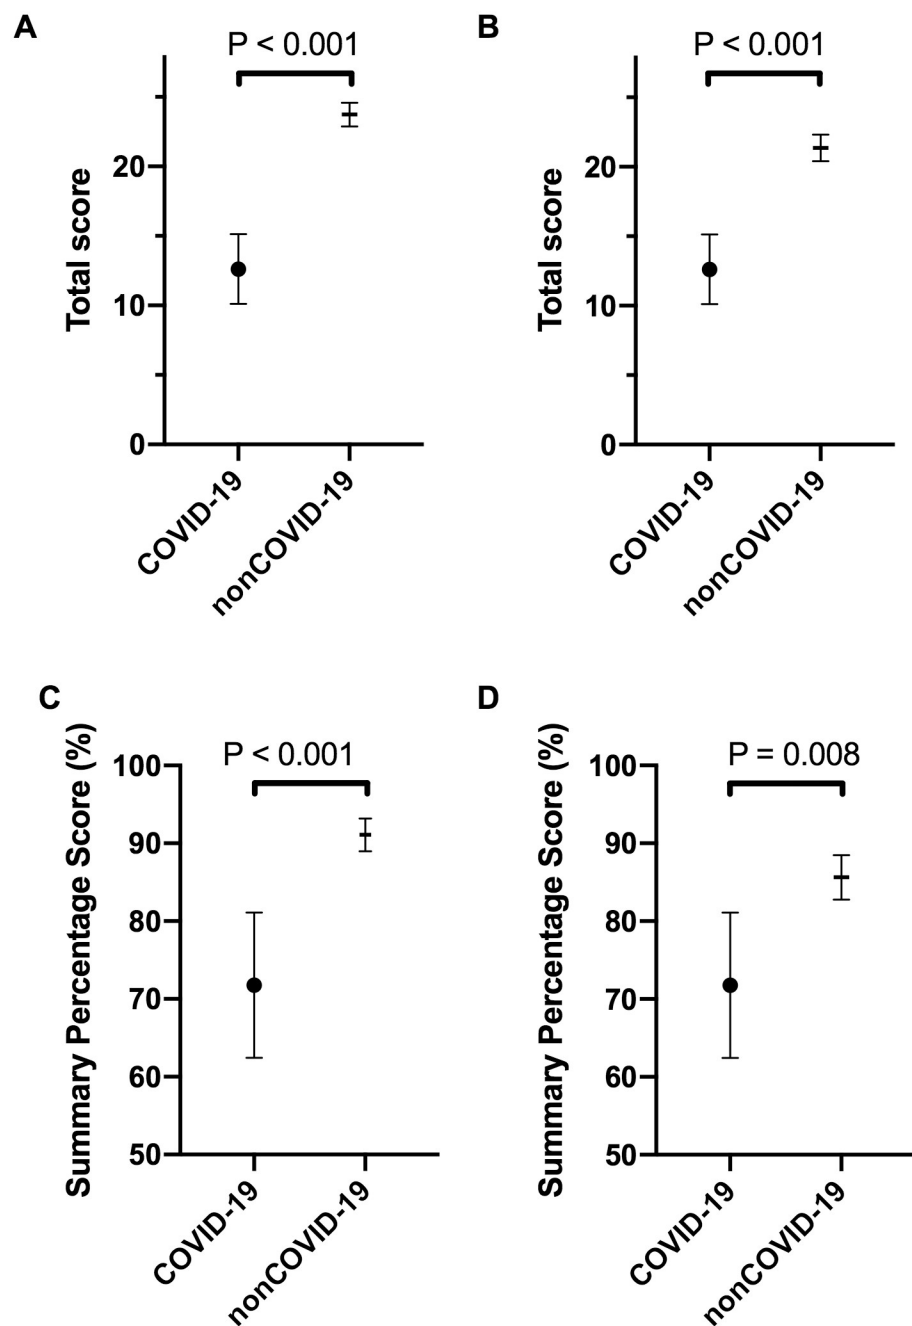 A
P < 0.001
Total score
20
10
0
COVID-19
nonCOVID-19
B
P < 0.001
Total score
20
10
0
COVID-19
nonCOVID-19
C
P < 0.001
Summary Percentage Score (%)
100
90
80
70
60
50
COVID-19
nonCOVID-19
D
P = 0.008
Summary Percentage Score (%)
100
90
80
70
60
50
COVID-19
nonCOVID-19